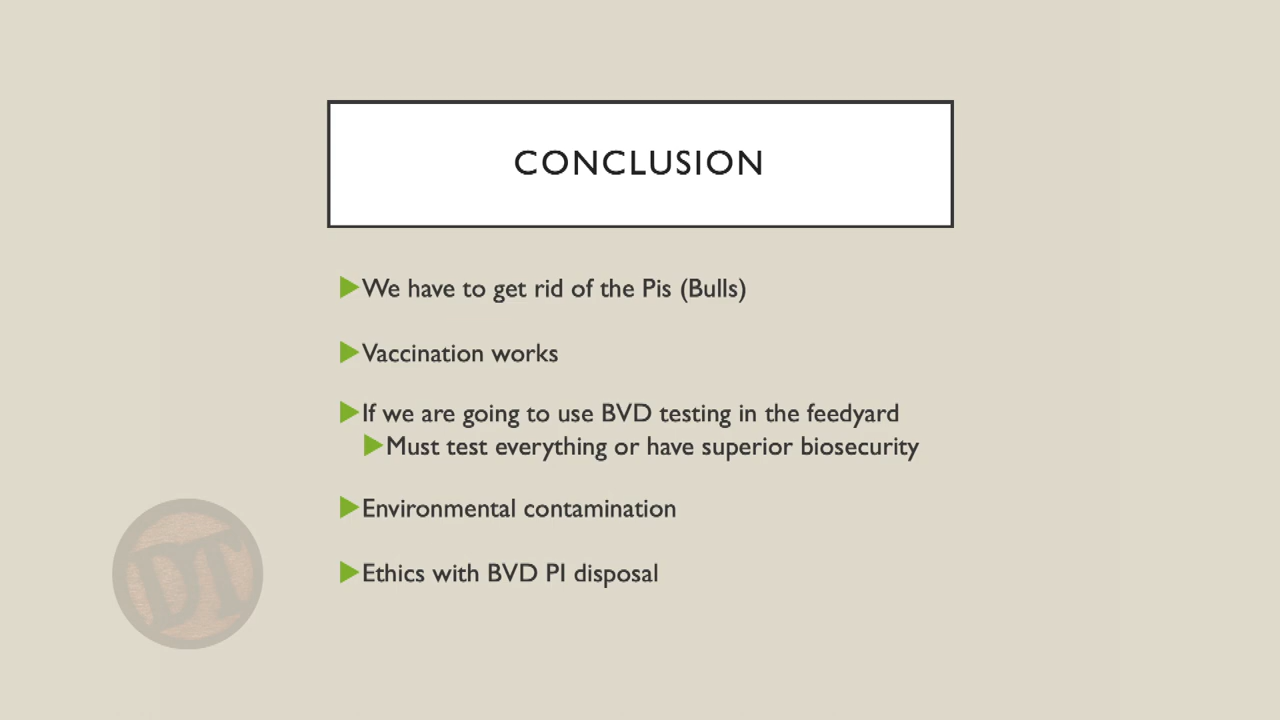 CONCLUSION
We have to get rid of the Pis (Bulls)
Vaccination works
If we are going to use BVD testing in the feedyard
Must test everything or have superior biosecurity
Environmental contamination
Ethics with BVD PI disposal
DT